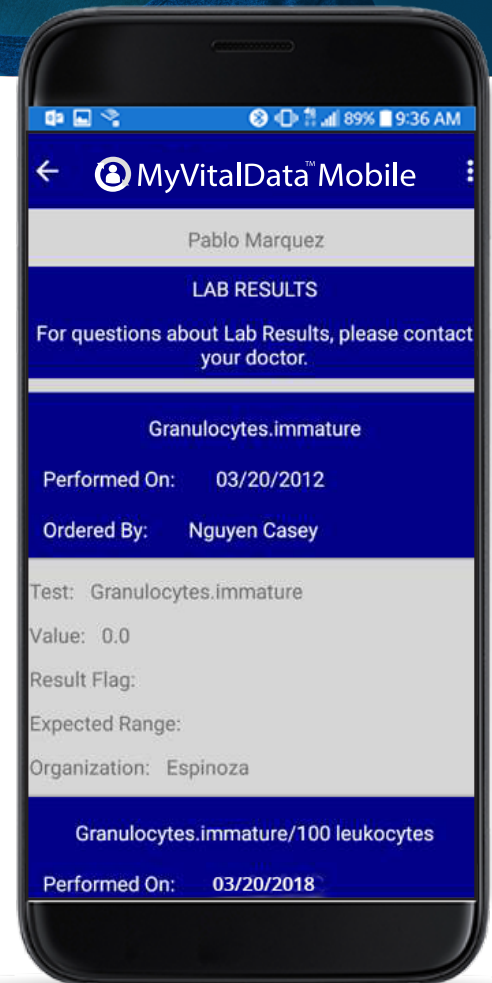 89% 9:36 AM
MyVitalData™ Mobile
Pablo Marquez
LAB RESULTS
For questions about Lab Results, please contact
your doctor.
Granulocytes.immature
Performed On: 03/20/2012
Ordered By: Nguyen Casey
Test: Granulocytes.immature
Value: 0.0
Result Flag:
Expected Range:
Organization: Espinoza
Granulocytes.immature/100 leukocytes
Performed On: 03/20/2018